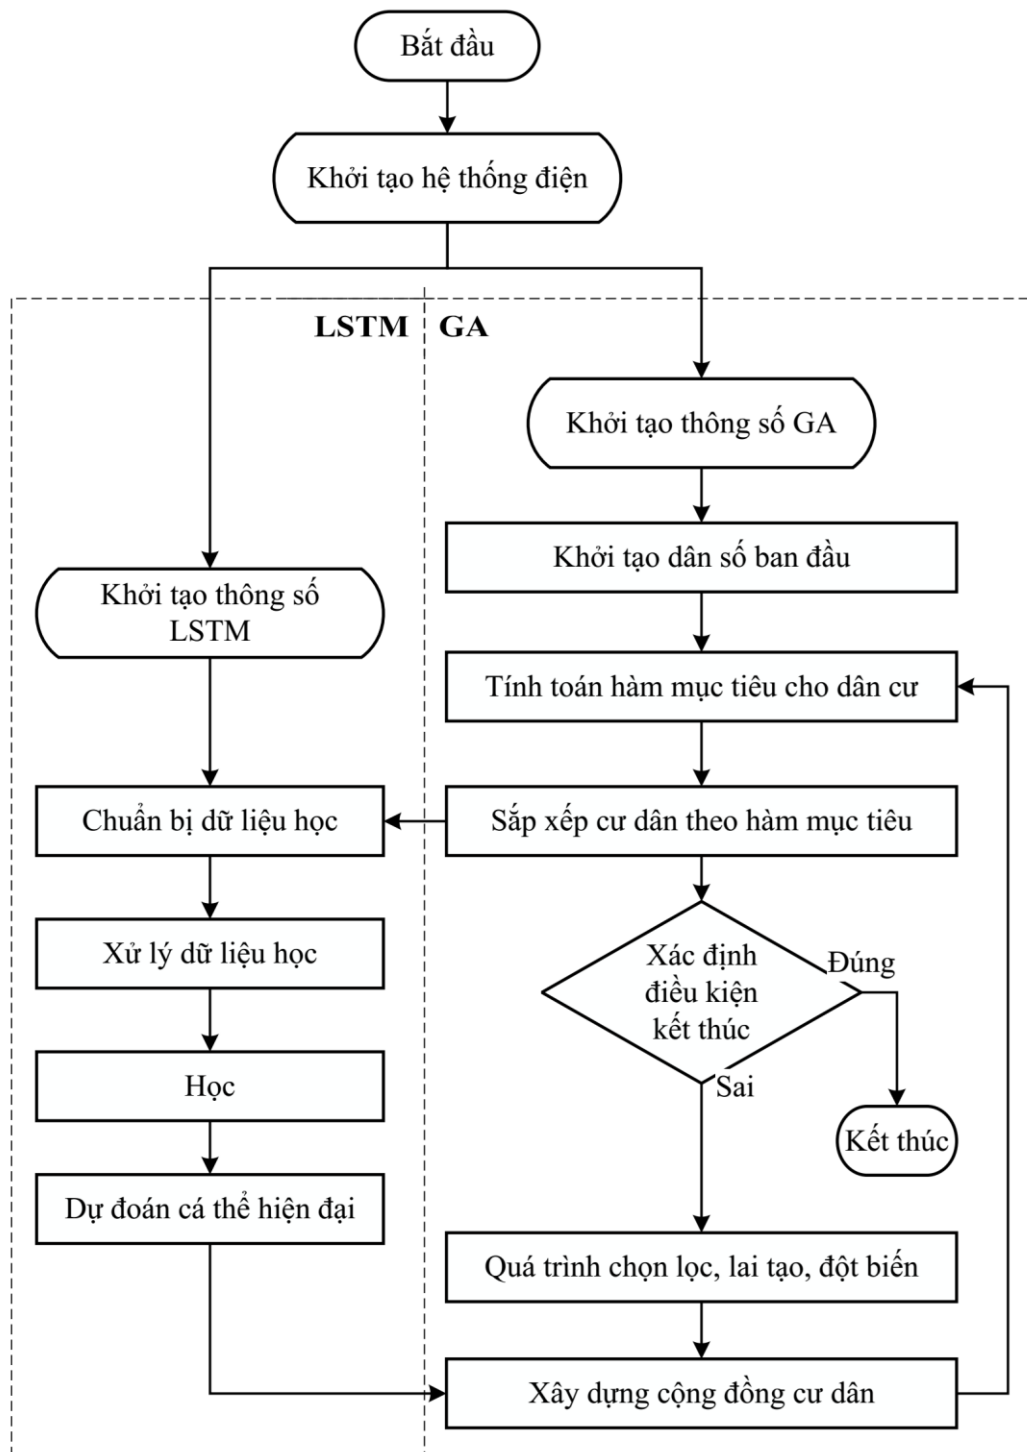 Bắt đầu
Khởi tạo hệ thống điện
LSTM
GA
Khởi tạo thông số GA
Khởi tạo dân số ban đầu
Khởi tạo thông số
LSTM
Tính toán hàm mục tiêu cho dân cư
Chuẩn bị dữ liệu học
Sắp xếp cư dân theo hàm mục tiêu
Xử lý dữ liệu học
Xác định
điều kiện
kết thúc
Đúng
Sai
Học
Kết thúc
Dự đoán cá thể hiện đại
Quá trình chọn lọc, lai tạo, đột biến
Xây dựng cộng đồng cư dân